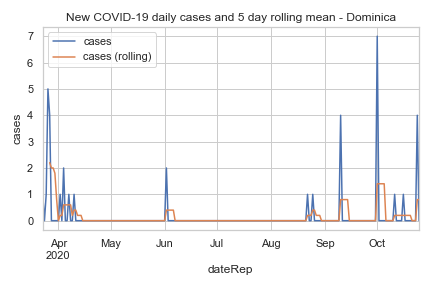 New COVID-19 daily cases and 5 day rolling mean - Dominica
cases
cases (rolling)
7
6
5
4
3
2
1
0
cases
Apr
2020
May
Jun
Jul
Aug
Sep
Oct
dateRep